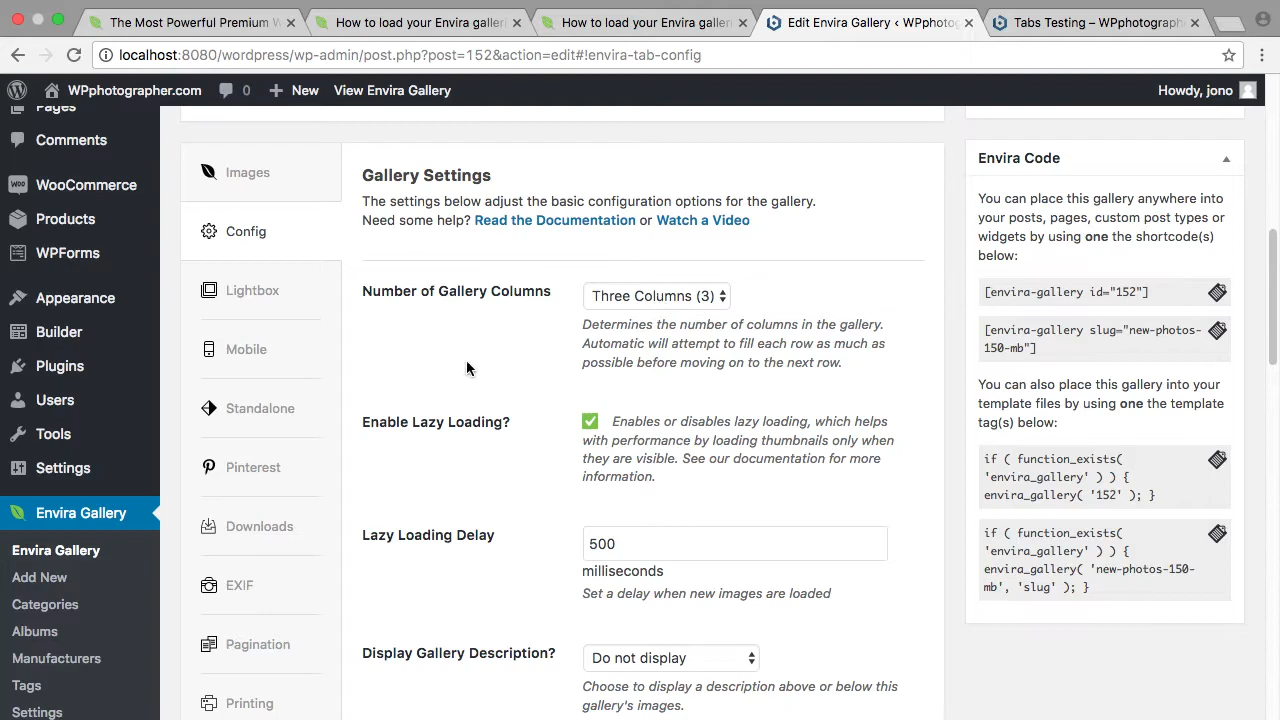 The Most Powerful Premium W
How to load your Envira galler
How to load your Envira galler
Edit Envira Gallery ‹ WPphotog
Tabs Testing – WPphotographe
localhost:8080/wordpress/wp-admin/post.php?post=152&action=edit#!envira-tab-config
WPphotographer.com
0
New
View Envira Gallery
Howdy, jono
Pages
Comments
WooCommerce
Products
WPForms
Appearance
Builder
Plugins
Users
Tools
Settings
Envira Gallery
Envira Gallery
Add New
Categories
Albums
Manufacturers
Tags
Settings
Images
Config
Lightbox
Mobile
Standalone
Pinterest
Downloads
EXIF
Pagination
Printing
Gallery Settings
The settings below adjust the basic configuration options for the gallery.
Need some help? Read the Documentation or Watch a Video
Number of Gallery Columns
Three Columns (3)
Determines the number of columns in the gallery.
Automatic will attempt to fill each row as much as
possible before moving on to the next row.
Enable Lazy Loading?
Enables or disables lazy loading, which helps
with performance by loading thumbnails only when
they are visible. See our documentation for more
information.
Lazy Loading Delay
500
milliseconds
Set a delay when new images are loaded
Display Gallery Description?
Do not display
Choose to display a description above or below this
gallery's images.
Envira Code
You can place this gallery anywhere into
your posts, pages, custom post types or
widgets by using one the shortcode(s)
below:
[envira-gallery id="152"]
[envira-gallery slug="new-photos-
150-mb"]
You can also place this gallery into your
template files by using one the template
tag(s) below:
if ( function_exists(
'envira_gallery' ) ) {
envira_gallery( '152' ); }
if ( function_exists(
'envira_gallery' ) ) {
envira_gallery( 'new-photos-150-
mb', 'slug' ); }